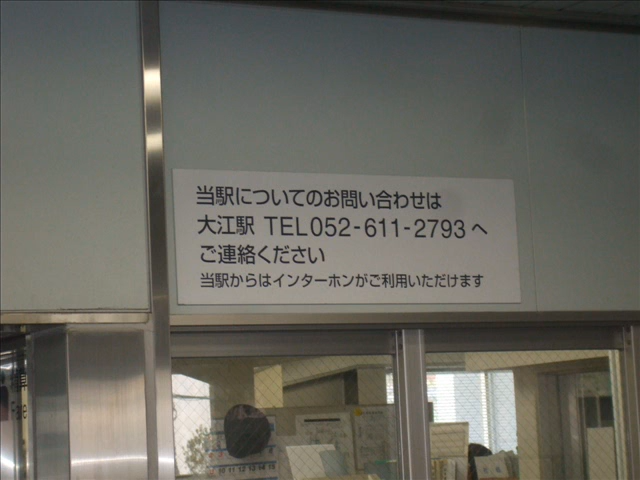 当駅についてのお問い合わせは
大江駅 TEL052-611-2793へ
ご連絡ください
当駅からはインターホンがご利用いただけます
Fare